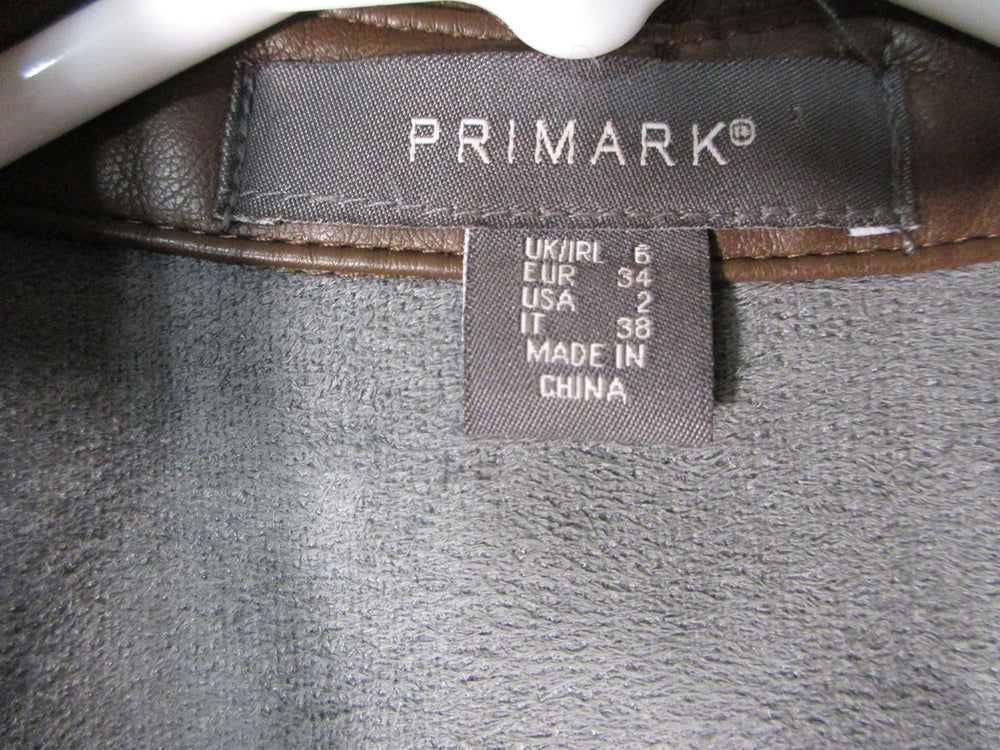 PRIMARK®
UK/IRL 6
EUR 34
USA 2
IT 38
MADE IN
CHINA